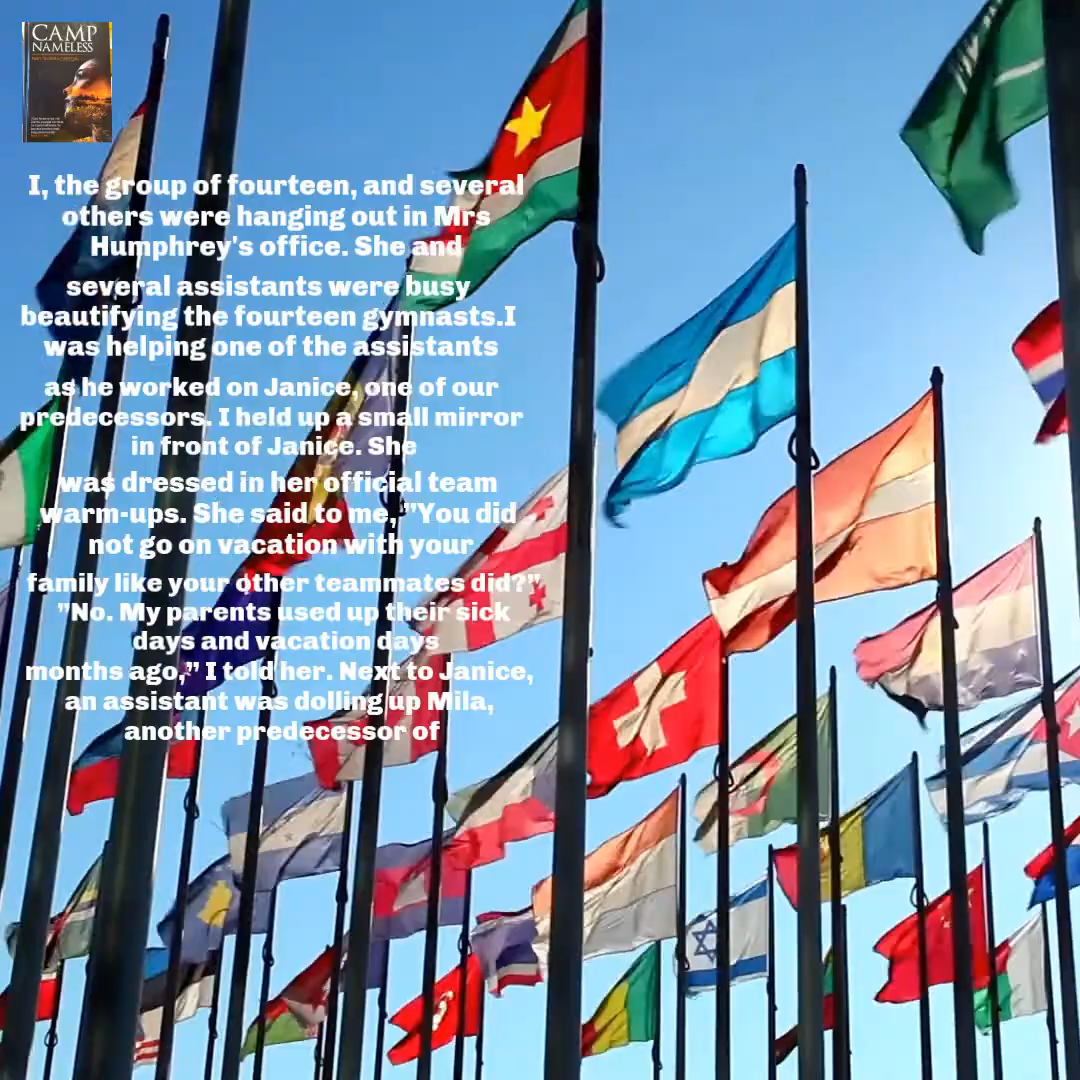 CAMP
NAMELESS
I, the group of fourteen, and several
others were hanging out in Mrs
Humphrey's office. She and
several assistants were busy
beautifying the fourteen gymnasts.I
was helping one of the assistants
as he worked on Janice, one of our
predecessors. I held up a small mirror
in front of Janice. She
was dressed in her official team
warm-ups. She said to me, "You did
not go on vacation with your
family like your other teammates did?"
"No. My parents used up their sick
days and vacation days
months ago," I told her. Next to Janice,
an assistant was dolling up Mila,
another predecessor of